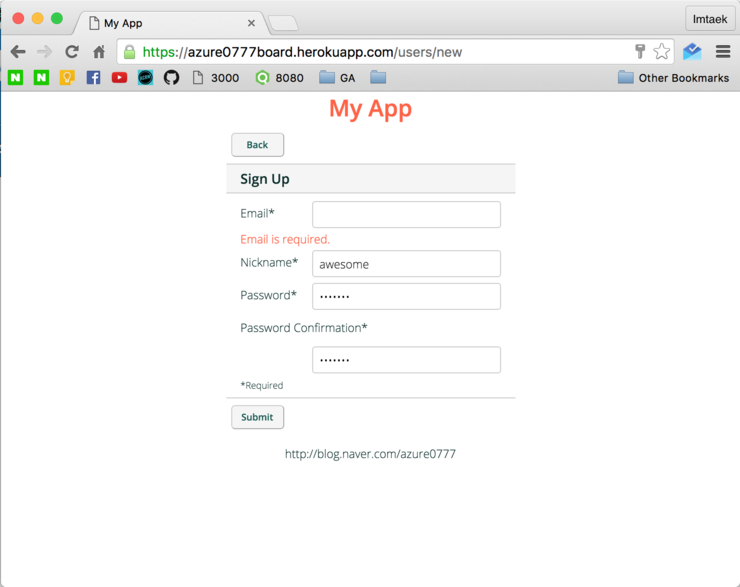 My App
Imtaek
https://azure0777board.herokuapp.com/users/new
3000
8080
GA
Other Bookmarks
My App
Back
Sign Up
Email*
Email is required.
Nickname*
awesome
Password*
•••••••
Password Confirmation*
•••••••
*Required
Submit
http://blog.naver.com/azure0777